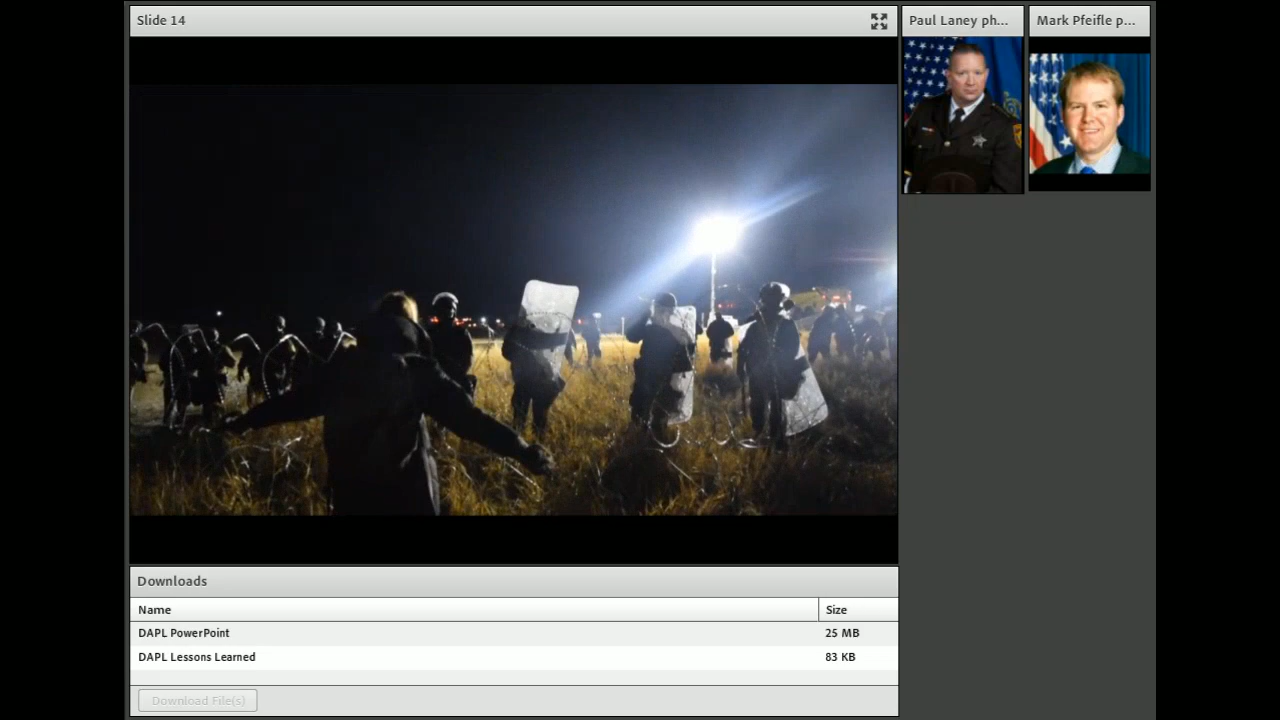 Slide 14
Paul Laney ph...
Mark Pfeifle p...
Downloads
Name Size
DAPL PowerPoint 25 MB
DAPL Lessons Learned 83 KB
Download File(s)